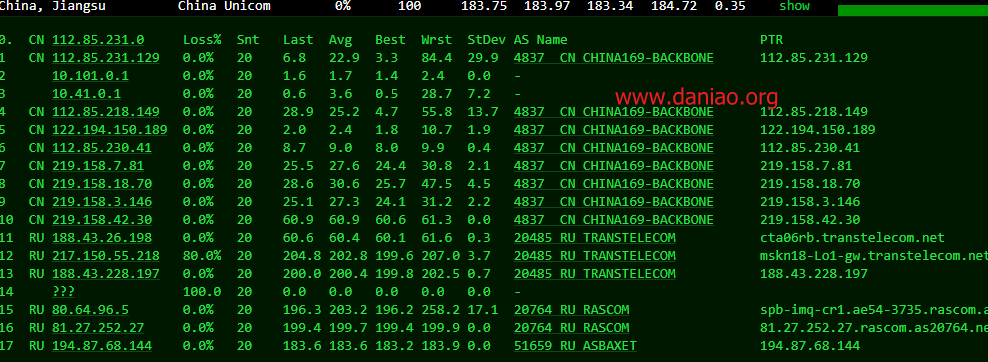 China, Jiangsu China Unicom 0% 100 183.75 183.97 183.34 184.72 0.35 show
0. CN 112.85.231.0 Loss% Snt Last Avg Best Wrst StDev AS Name PTR
1 CN 112.85.231.129 0.0% 20 6.8 22.9 3.3 84.4 29.9 4837 CN CHINA169-BACKBONE 112.85.231.129
2 10.101.0.1 0.0% 20 1.6 1.7 1.4 2.4 0.0 -
3 10.41.0.1 0.0% 20 0.6 3.6 0.5 28.7 7.2 -
www.daniao.org
4 CN 112.85.218.149 0.0% 20 28.9 25.2 4.7 55.8 13.7 4837 CN CHINA169-BACKBONE 112.85.218.149
5 CN 122.194.150.189 0.0% 20 2.0 2.4 1.8 10.7 1.9 4837 CN CHINA169-BACKBONE 122.194.150.189
6 CN 112.85.230.41 0.0% 20 8.7 9.0 8.0 9.9 0.4 4837 CN CHINA169-BACKBONE 112.85.230.41
7 CN 219.158.7.81 0.0% 20 25.5 27.6 24.4 30.8 2.1 4837 CN CHINA169-BACKBONE 219.158.7.81
8 CN 219.158.18.70 0.0% 20 28.6 30.6 25.7 47.5 4.5 4837 CN CHINA169-BACKBONE 219.158.18.70
9 CN 219.158.3.146 0.0% 20 25.1 27.3 24.1 31.2 2.2 4837 CN CHINA169-BACKBONE 219.158.3.146
10 CN 219.158.42.30 0.0% 20 60.9 60.9 60.6 61.3 0.0 4837 CN CHINA169-BACKBONE 219.158.42.30
11 RU 188.43.26.198 0.0% 20 60.6 60.4 60.1 61.6 0.3 20485 RU TRANSTELECOM cta06rb.transtelecom.net
12 RU 217.150.55.218 80.0% 20 204.8 202.8 199.6 207.0 3.7 20485 RU TRANSTELECOM mskn18-Lo1-gw.transtelecom.net
13 RU 188.43.228.197 0.0% 20 200.0 200.4 199.8 202.5 0.7 20485 RU TRANSTELECOM 188.43.228.197
14 ??? 100.0 20 0.0 0.0 0.0 0.0 0.0 -
15 RU 80.64.96.5 0.0% 20 196.3 203.2 196.2 258.2 17.1 20764 RU RASCOM spb-imq-cr1.ae54-3735.rascom.a
16 RU 81.27.252.27 0.0% 20 199.4 199.7 199.4 199.9 0.0 20764 RU RASCOM 81.27.252.27.rascom.as20764.ne
17 RU 194.87.68.144 0.0% 20 183.6 183.6 183.2 183.9 0.0 51659 RU ASBAXET 194.87.68.144